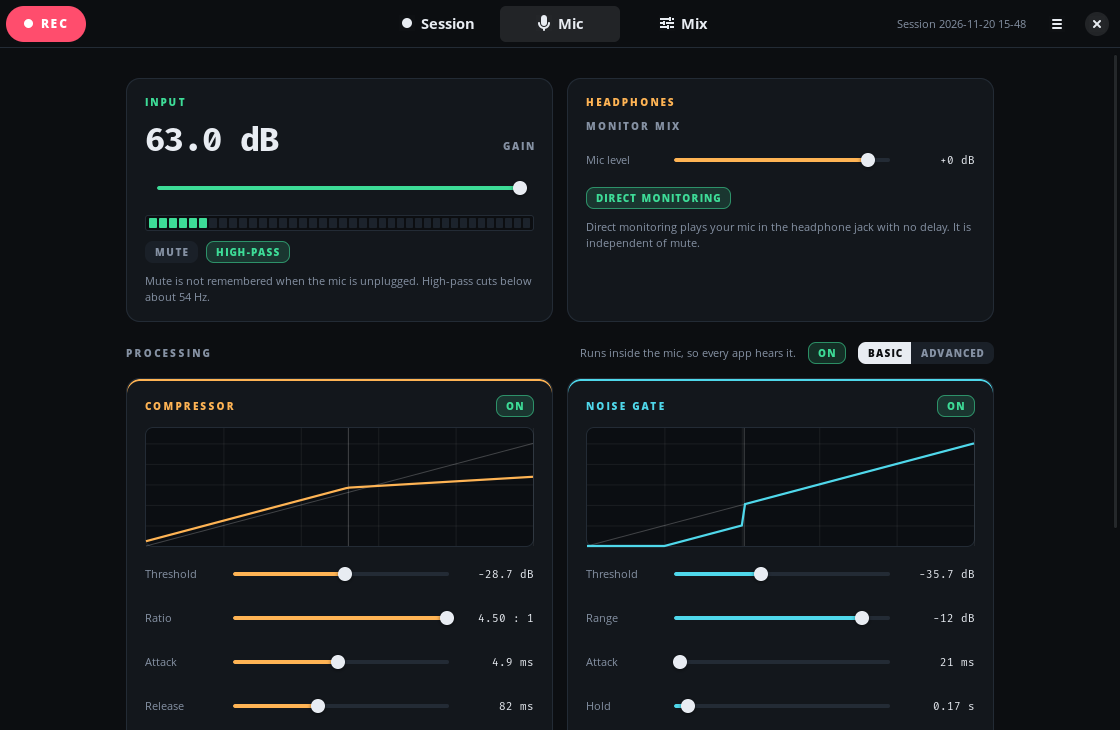 REC
Session
Mic
Mix
Session 2026-11-20 15-48
INPUT
63.0 dB
GAIN
MUTE
HIGH-PASS
Mute is not remembered when the mic is unplugged. High-pass cuts below
about 54 Hz.
HEADPHONES
MONITOR MIX
Mic level
+0 dB
DIRECT MONITORING
Direct monitoring plays your mic in the headphone jack with no delay. It is
independent of mute.
PROCESSING
Runs inside the mic, so every app hears it.
ON
BASIC
ADVANCED
COMPRESSOR
ON
Threshold
-28.7 dB
Ratio
4.50 : 1
Attack
4.9 ms
Release
82 ms
NOISE GATE
ON
Threshold
-35.7 dB
Range
-12 dB
Attack
21 ms
Hold
0.17 s